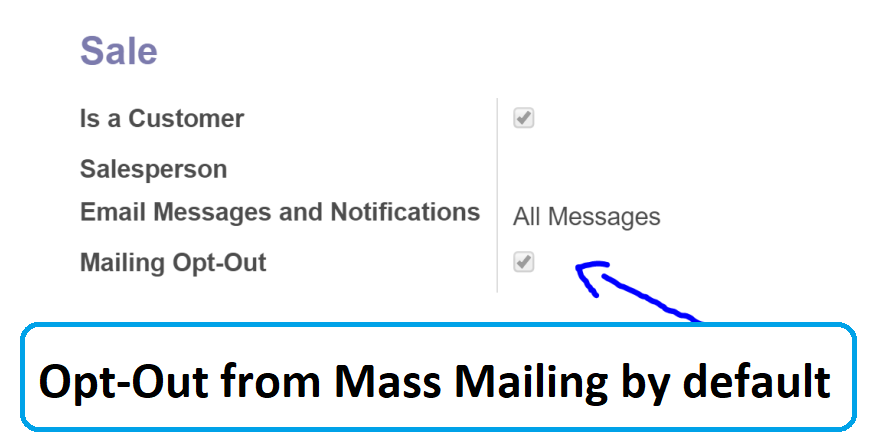 Sale
Is a Customer
Salesperson
Email Messages and Notifications All Messages
Mailing Opt-Out
Opt-Out from Mass Mailing by default